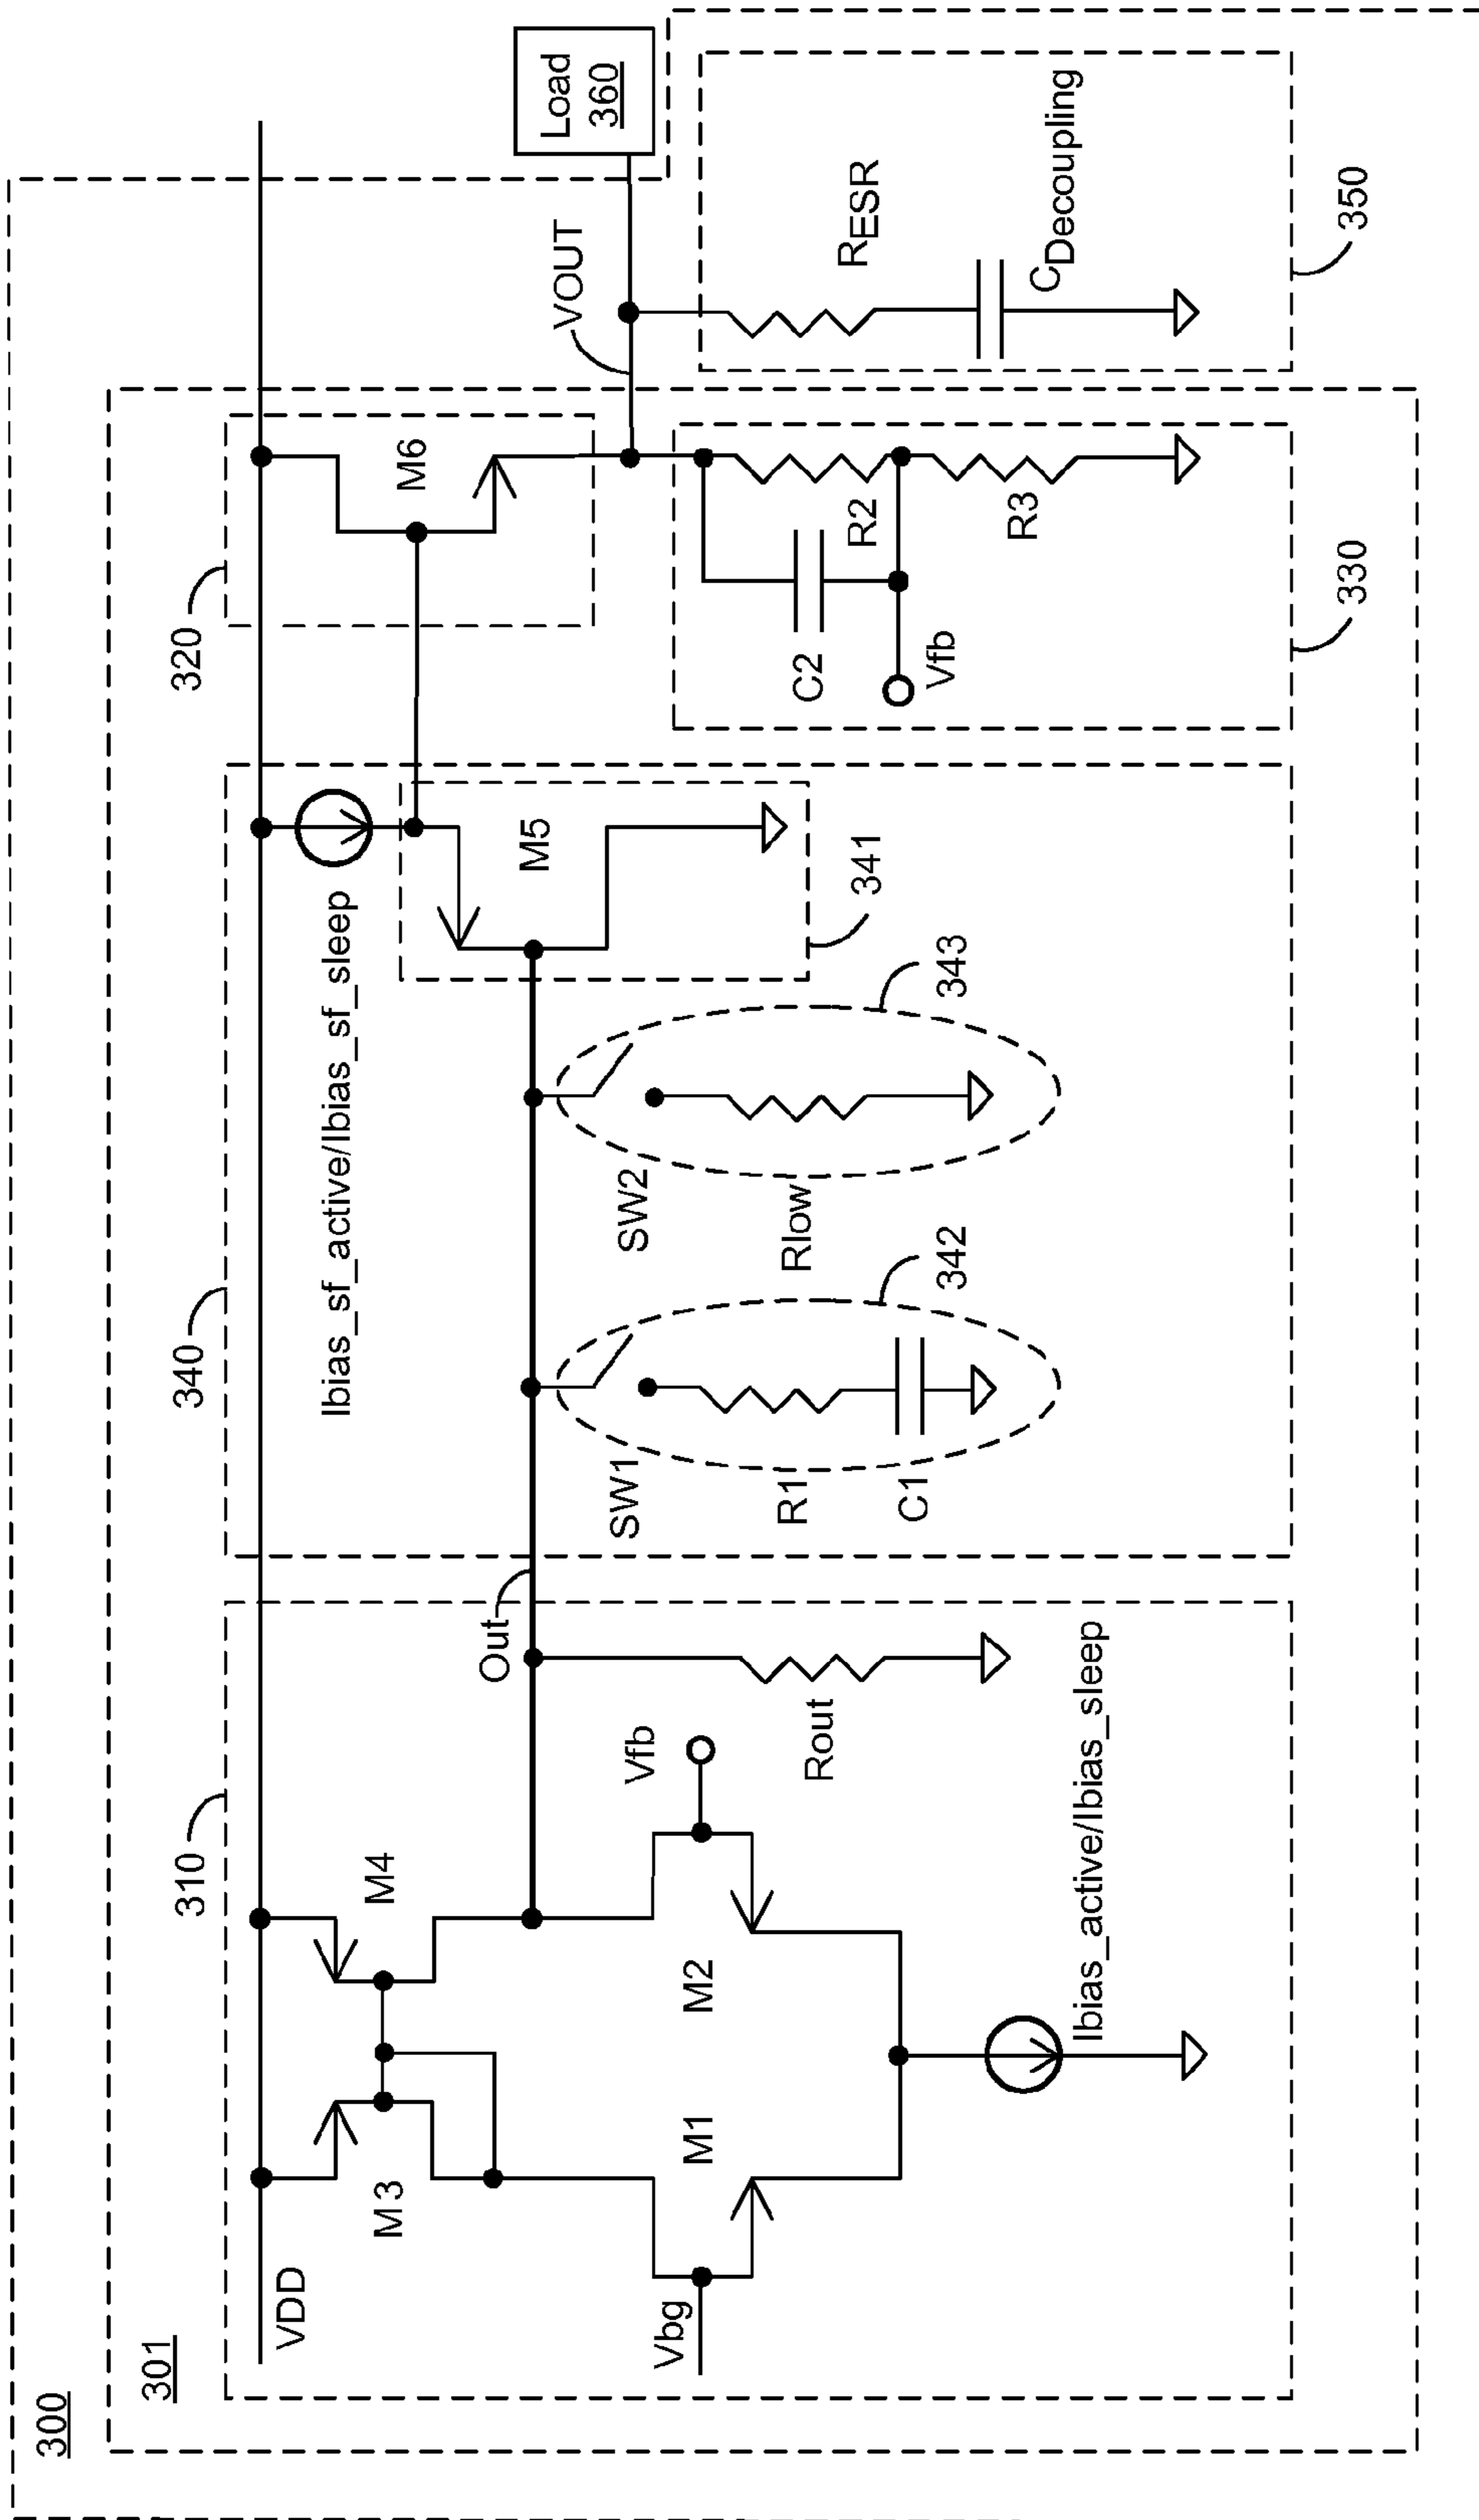 300
301
VDD
310
M3
M4
Vbg
M1
M2
Vfb
Ibias_active/Ibias_sleep
Rout
Out
340
Ibias_sf_active/Ibias_sf_sleep
SW1
R1
C1
342
SW2
Rlow
343
M5
341
320
M6
C2
R2
Vfb
R3
330
VOUT
Load
360
RESR
CDecoupling
350